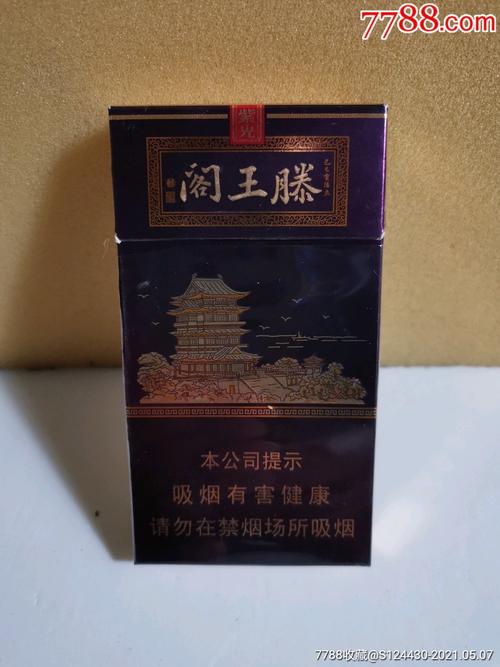 7788.com
紫光
阁王滕
本公司提示
吸烟有害健康
请勿在禁烟场所吸烟
7788收藏@S124430-2021.05.07